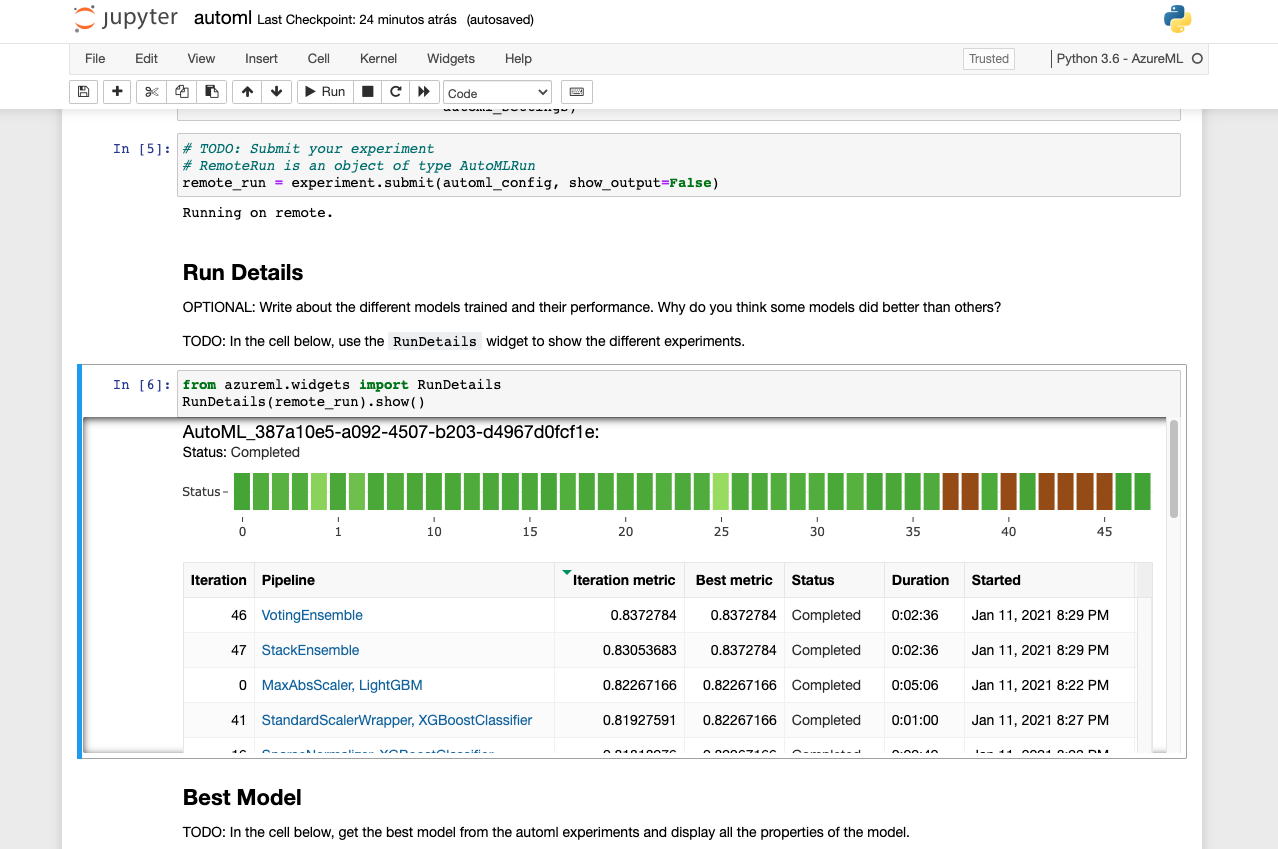 jupyter automl Last Checkpoint: 24 minutos atrás (autosaved)
File Edit View Insert Cell Kernel Widgets Help Trusted Python 3.6 - AzureML
Run Code
automl_settings)
In [5]: # TODO: Submit your experiment
# RemoteRun is an object of type AutoMLRun
remote_run = experiment.submit(automl_config, show_output=False)
Running on remote.
Run Details
OPTIONAL: Write about the different models trained and their performance. Why do you think some models did better than others?
TODO: In the cell below, use the RunDetails widget to show the different experiments.
In [6]: from azureml.widgets import RunDetails
RunDetails(remote_run).show()
AutoML_387a10e5-a092-4507-b203-d4967d0fcf1e:
Status: Completed
Status
0 1 10 15 20 25 30 35 40 45
Iteration Pipeline Iteration metric Best metric Status Duration Started
46 VotingEnsemble 0.8372784 0.8372784 Completed 0:02:36 Jan 11, 2021 8:29 PM
47 StackEnsemble 0.83053683 0.8372784 Completed 0:02:36 Jan 11, 2021 8:29 PM
0 MaxAbsScaler, LightGBM 0.82267166 0.82267166 Completed 0:05:06 Jan 11, 2021 8:22 PM
41 StandardScalerWrapper, XGBoostClassifier 0.81927591 0.82267166 Completed 0:01:00 Jan 11, 2021 8:27 PM
SparseNormalizer, XGBoostClassifier 0.82267166 Completed
Best Model
TODO: In the cell below, get the best model from the automl experiments and display all the properties of the model.